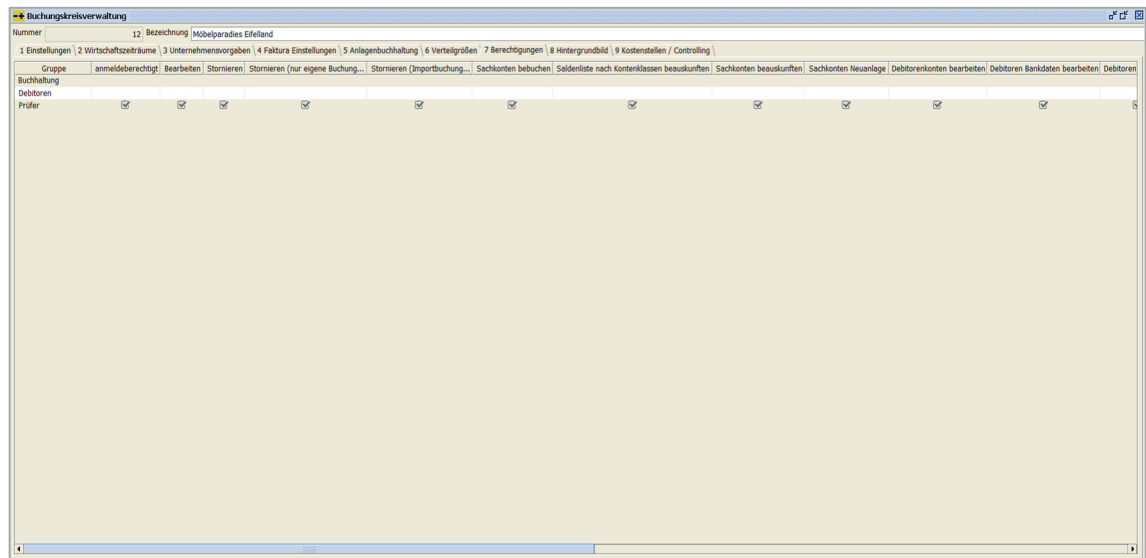 Buchungskreisverwaltung
Nummer 12 Bezeichnung Möbelparadies Eifelland
1 Einstellungen \ 2 Wirtschaftszeiträume \ 3 Unternehmensvorgaben \ 4 Faktura Einstellungen \ 5 Anlagenbuchhaltung \ 6 Verteilgrößen \ 7 Berechtigungen \ 8 Hintergrundbild \ 9 Kostenstellen / Controlling \
Gruppe anmeldeberechtigt Bearbeiten Stornieren Stornieren (nur eigene Buchung... Stornieren (Importbuchung... Sachkonten bebuchen Saldenliste nach Kontenklassen beauskunften Sachkonten beauskunften Sachkonten Neuanlage Debitorenkonten bearbeiten Debitoren Bankdaten bearbeiten Debitoren
Buchhaltung
Debitoren
Prüfer